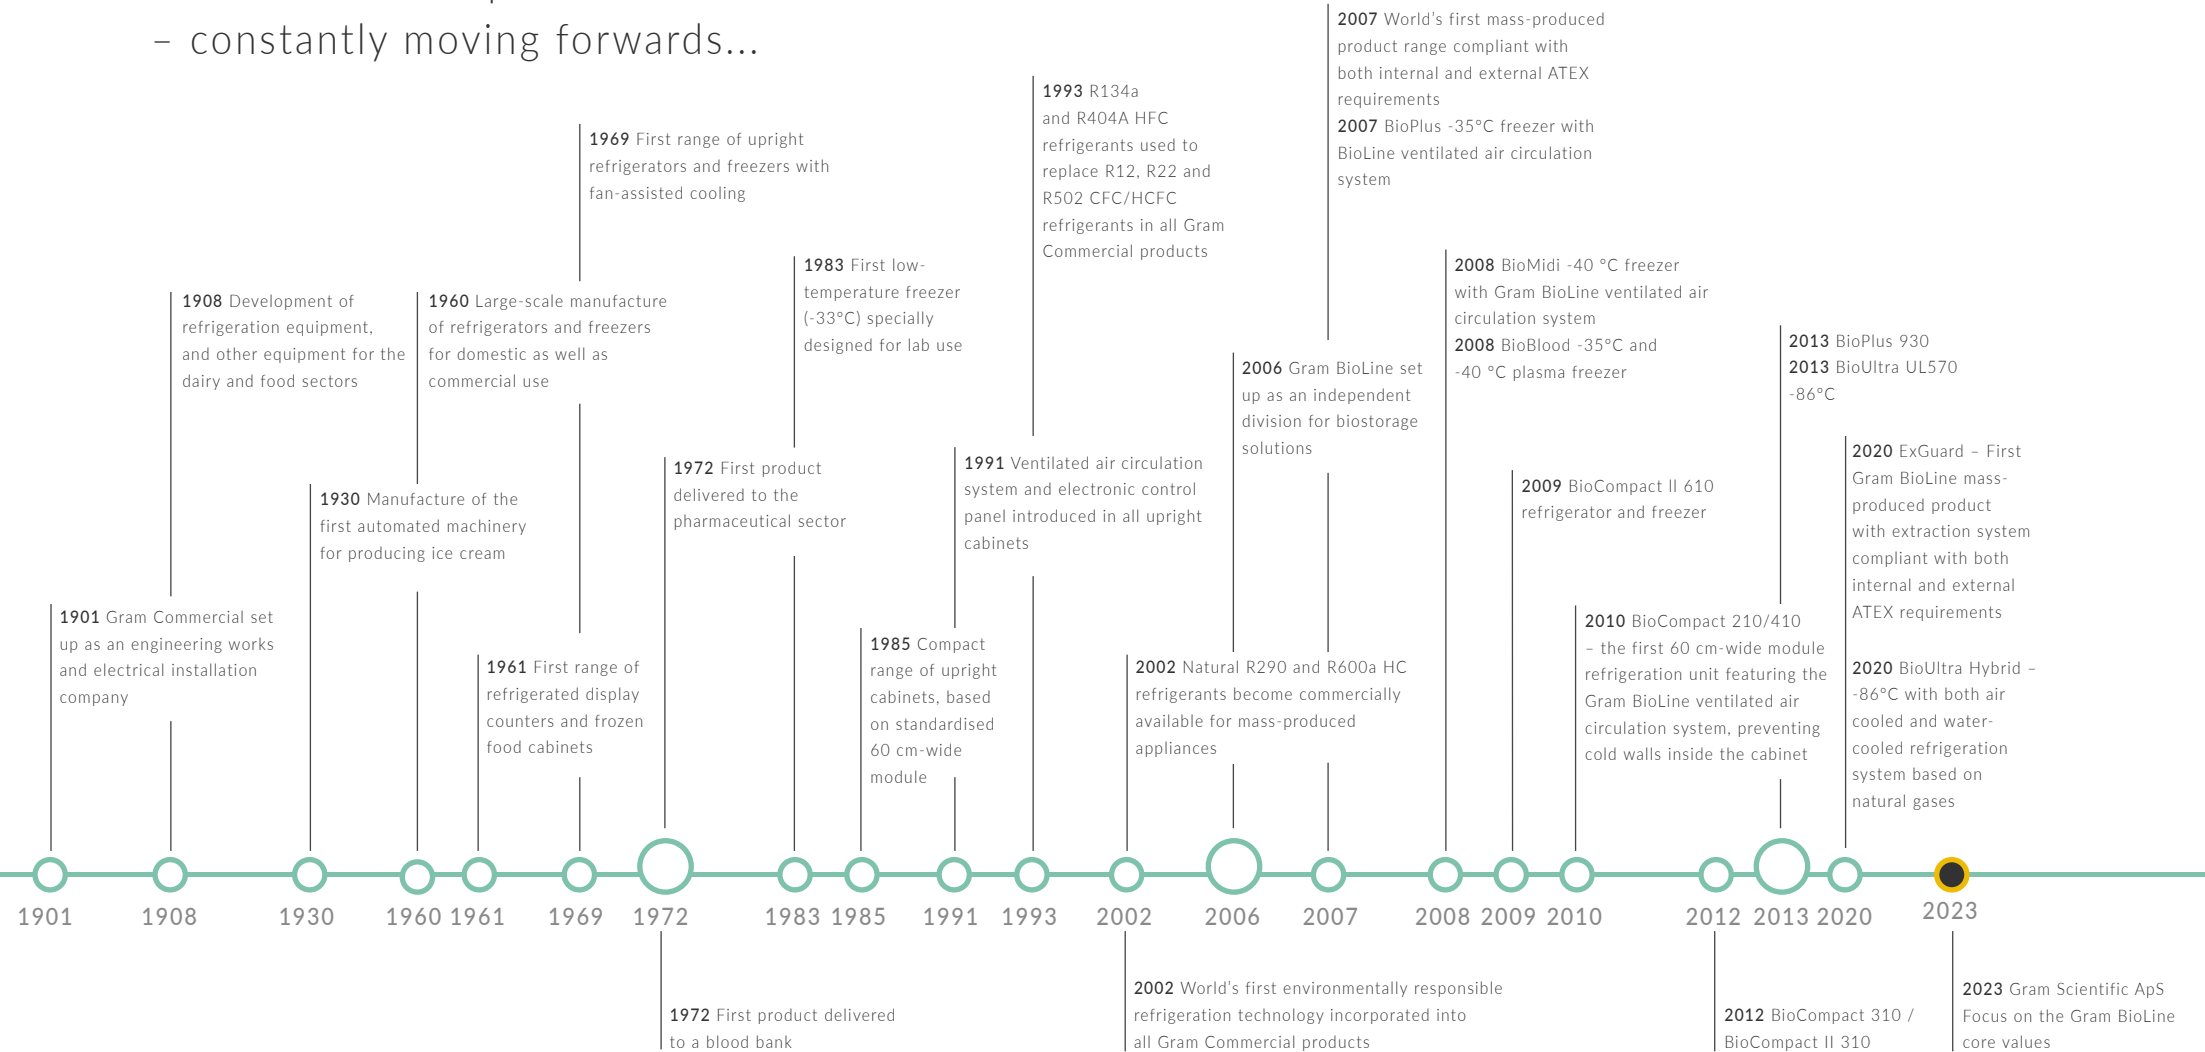 – constantly moving forwards...
1901 Gram Commercial set
up as an engineering works
and electrical installation
company
1908 Development of
refrigeration equipment,
and other equipment for the
dairy and food sectors
1930 Manufacture of the
first automated machinery
for producing ice cream
1960 Large-scale manufacture
of refrigerators and freezers
for domestic as well as
commercial use
1961 First range of
refrigerated display
counters and frozen
food cabinets
1969 First range of upright
refrigerators and freezers with
fan-assisted cooling
1972 First product
delivered to the
pharmaceutical sector
1983 First low-
temperature freezer
(-33°C) specially
designed for lab use
1985 Compact
range of upright
cabinets, based
on standardised
60 cm-wide
module
1991 Ventilated air circulation
system and electronic control
panel introduced in all upright
cabinets
1993 R134a
and R404A HFC
refrigerants used to
replace R12, R22 and
R502 CFC/HCFC
refrigerants in all Gram
Commercial products
2002 Natural R290 and R600a HC
refrigerants become commercially
available for mass-produced
appliances
2006 Gram BioLine set
up as an independent
division for biostorage
solutions
2007 World's first mass-produced
product range compliant with
both internal and external ATEX
requirements
2007 BioPlus -35°C freezer with
BioLine ventilated air circulation
system
2008 BioMidi -40 °C freezer
with Gram BioLine ventilated air
circulation system
2008 BioBlood -35°C and
-40 °C plasma freezer
2009 BioCompact II 610
refrigerator and freezer
2010 BioCompact 210/410
– the first 60 cm-wide module
refrigeration unit featuring the
Gram BioLine ventilated air
circulation system, preventing
cold walls inside the cabinet
2013 BioPlus 930
2013 BioUltra UL570
-86°C
2020 ExGuard – First
Gram BioLine mass-
produced product
with extraction system
compliant with both
internal and external
ATEX requirements
2020 BioUltra Hybrid –
-86°C with both air
cooled and water-
cooled refrigeration
system based on
natural gases
1901 1908 1930 1960 1961 1969 1972 1983 1985 1991 1993 2002 2006 2007 2008 2009 2010 2012 2013 2020 2023
1972 First product delivered
to a blood bank
2002 World's first environmentally responsible
refrigeration technology incorporated into
all Gram Commercial products
2012 BioCompact 310 /
BioCompact II 310
2023 Gram Scientific ApS
Focus on the Gram BioLine
core values